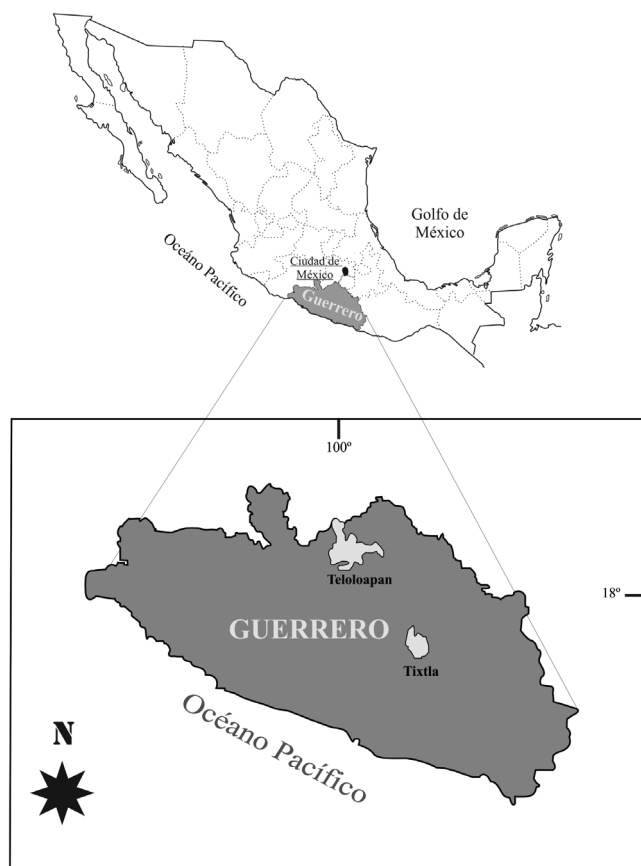 Golfo de
México
Océano Pacífico
Ciudad de
México
Guerrero
100º
Teloloapan
18º
GUERRERO
Tixtla
Océano Pacífico
N